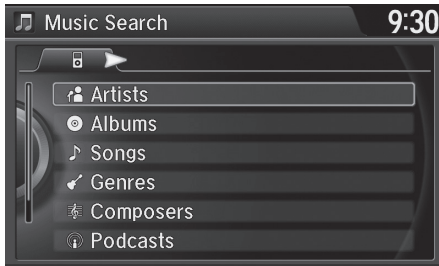 Music Search
9:30
Artists
Albums
Songs
Genres
Composers
Podcasts